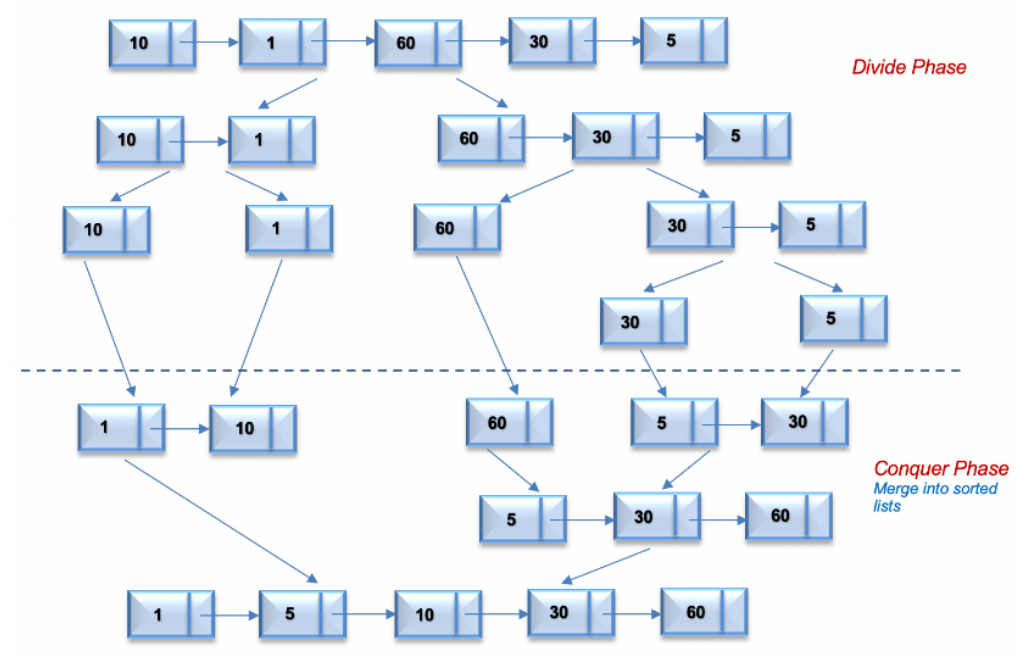 10 1 60 30 5
Divide Phase
10 1 60 30 5
10 1 60 30 5
30 5
1 10 60 5 30
Conquer Phase
Merge into sorted
lists
5 30 60
1 5 10 30 60